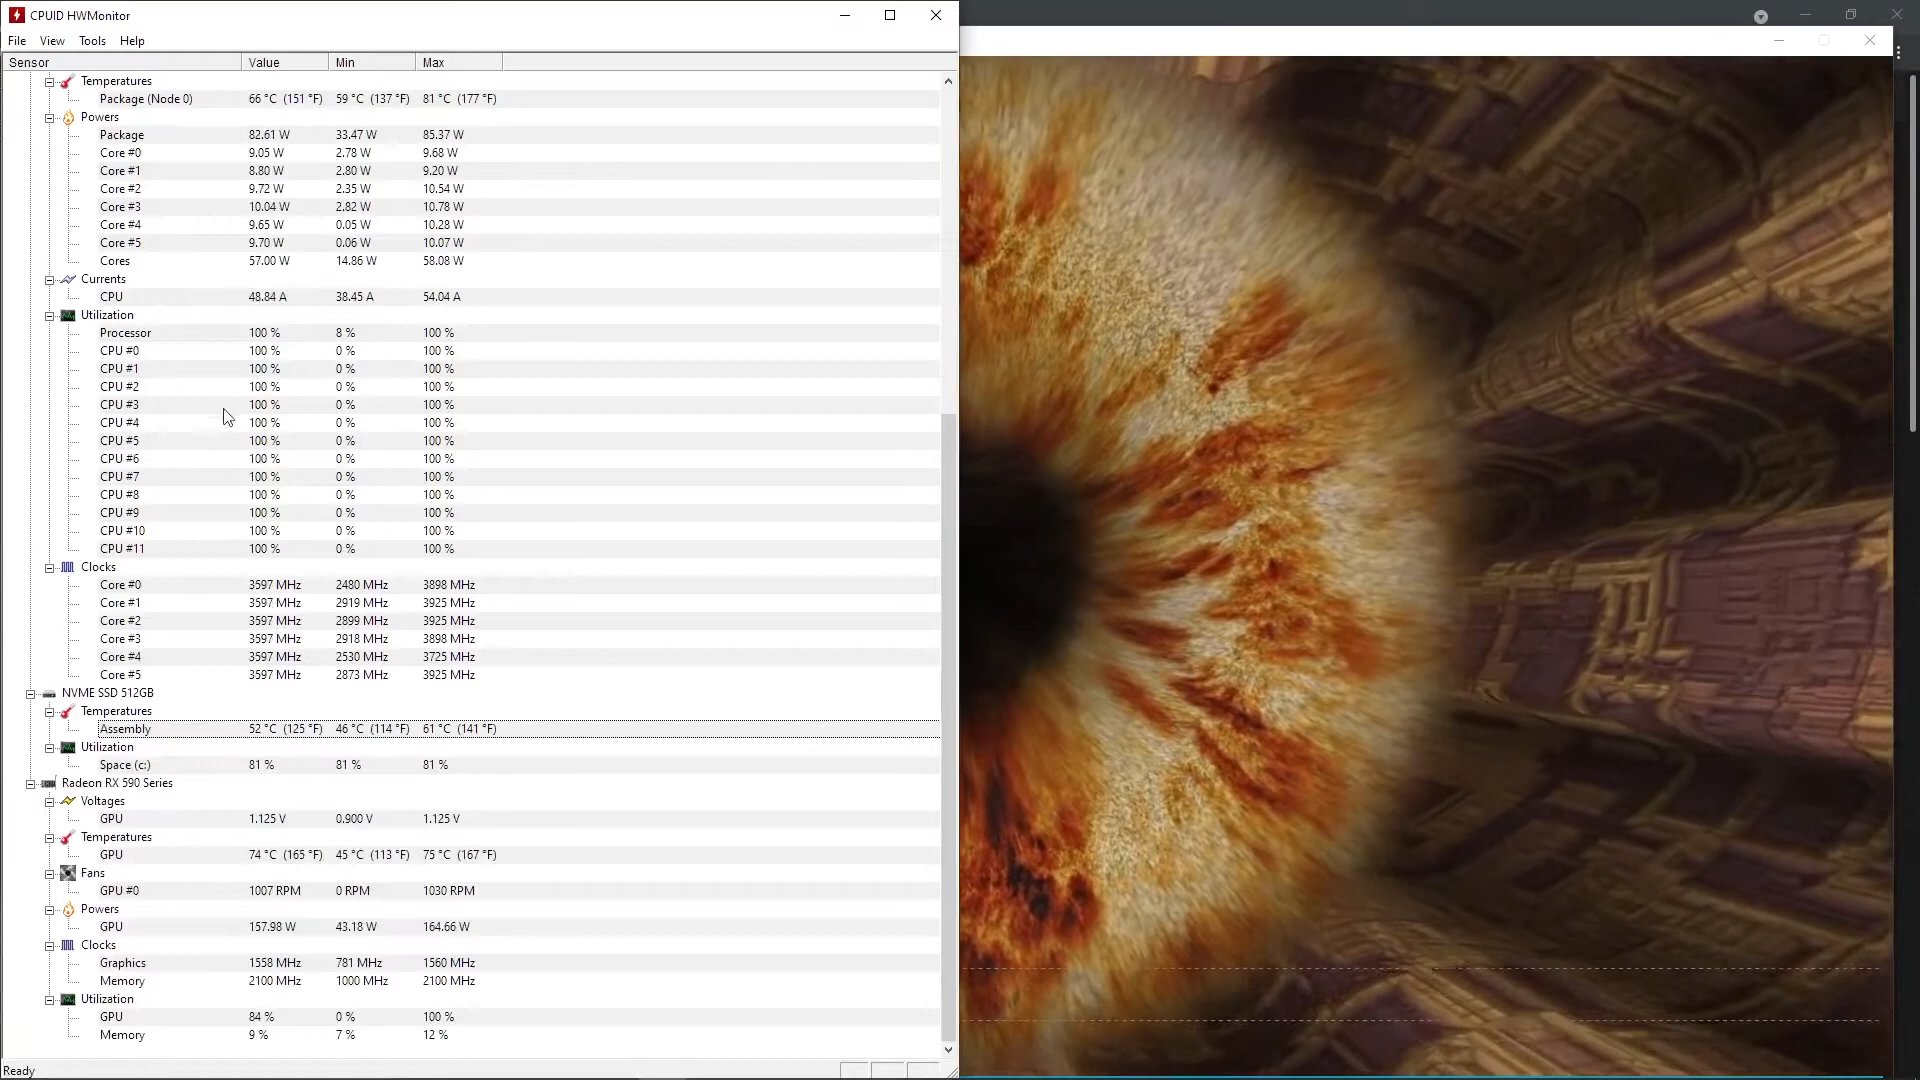 CPUID HWMonitor
File View Tools Help
Sensor Value Min Max
Temperatures
Package (Node 0) 66 °C (151 °F) 59 °C (137 °F) 81 °C (177 °F)
Powers
Package 82.61 W 33.47 W 85.37 W
Core #0 9.05 W 2.78 W 9.68 W
Core #1 8.80 W 2.80 W 9.20 W
Core #2 9.72 W 2.35 W 10.54 W
Core #3 10.04 W 2.82 W 10.78 W
Core #4 9.65 W 0.05 W 10.28 W
Core #5 9.70 W 0.06 W 10.07 W
Cores 57.00 W 14.86 W 58.08 W
Currents
CPU 48.84 A 38.45 A 54.04 A
Utilization
Processor 100 % 8 % 100 %
CPU #0 100 % 0 % 100 %
CPU #1 100 % 0 % 100 %
CPU #2 100 % 0 % 100 %
CPU #3 100 % 0 % 100 %
CPU #4 100 % 0 % 100 %
CPU #5 100 % 0 % 100 %
CPU #6 100 % 0 % 100 %
CPU #7 100 % 0 % 100 %
CPU #8 100 % 0 % 100 %
CPU #9 100 % 0 % 100 %
CPU #10 100 % 0 % 100 %
CPU #11 100 % 0 % 100 %
Clocks
Core #0 3597 MHz 2480 MHz 3898 MHz
Core #1 3597 MHz 2919 MHz 3925 MHz
Core #2 3597 MHz 2899 MHz 3925 MHz
Core #3 3597 MHz 2918 MHz 3898 MHz
Core #4 3597 MHz 2530 MHz 3725 MHz
Core #5 3597 MHz 2873 MHz 3925 MHz
NVME SSD 512GB
Temperatures
Assembly 52 °C (125 °F) 46 °C (114 °F) 61 °C (141 °F)
Utilization
Space (c:) 81 % 81 % 81 %
Radeon RX 590 Series
Voltages
GPU 1.125 V 0.900 V 1.125 V
Temperatures
GPU 74 °C (165 °F) 45 °C (113 °F) 75 °C (167 °F)
Fans
GPU #0 1007 RPM 0 RPM 1030 RPM
Powers
GPU 157.98 W 43.18 W 164.66 W
Clocks
Graphics 1558 MHz 781 MHz 1560 MHz
Memory 2100 MHz 1000 MHz 2100 MHz
Utilization
GPU 84 % 0 % 100 %
Memory 9 % 7 % 12 %
Ready